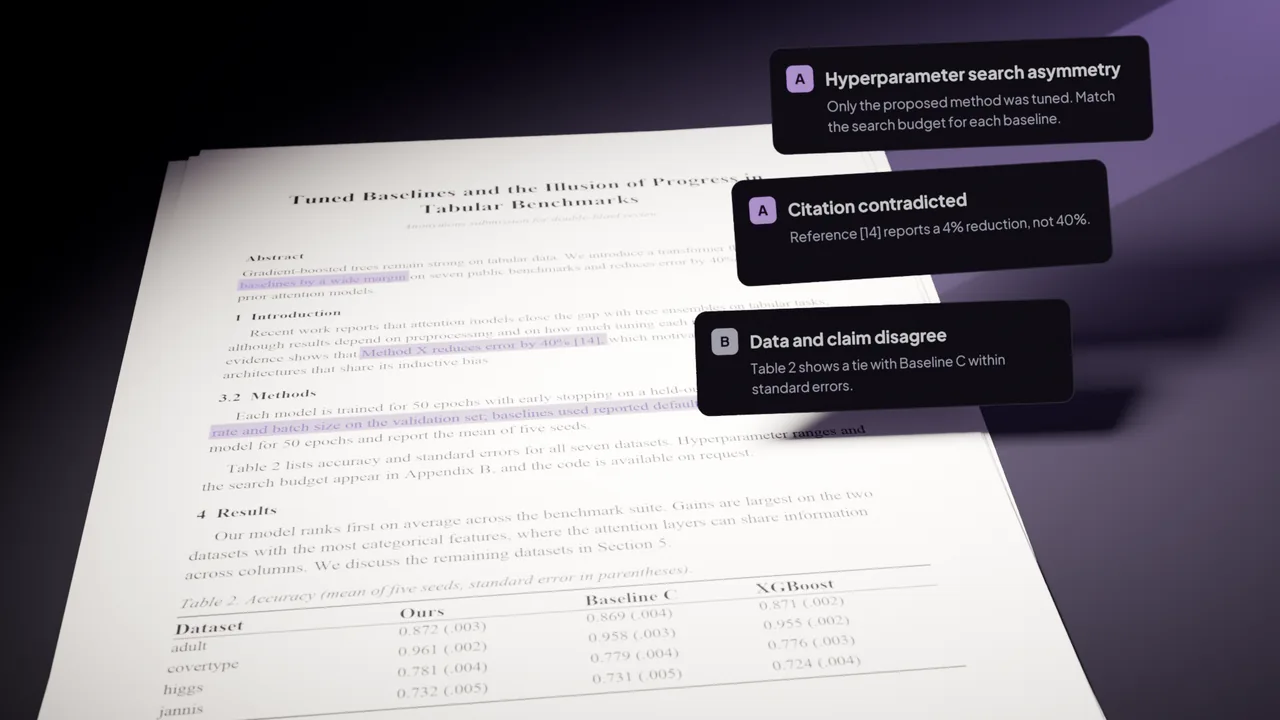 A
Hyperparameter search asymmetry
Only the proposed method was tuned. Match
the search budget for each baseline.
A
Citation contradicted
Reference [14] reports a 4% reduction, not 40%.
B
Data and claim disagree
Table 2 shows a tie with Baseline C within
standard errors.
Tuned Baselines and the Illusion of Progress in
Tabular Benchmarks
Anonymous submission for double-blind review
Abstract
Gradient-boosted trees remain strong on tabular data. We introduce a transformer
baselines by a wide margin on seven public benchmarks and reduces error by 40%
prior attention models.
1 Introduction
Recent work reports that attention models close the gap with tree ensembles on tabular tasks,
although results depend on preprocessing and on how much tuning each
evidence shows that Method X reduces error by 40% [14], which
architectures that share its inductive bias
3.2 Methods
Each model is trained for 50 epochs with early stopping on a
rate and batch size on the validation set; baselines used reported
model for 50 epochs and report the mean of five seeds.
Table 2 lists accuracy and standard errors for all seven datasets. Hyperparameter ranges and
the search budget appear in Appendix B, and the code is available on request.
4 Results
Our model ranks first on average across the benchmark suite. Gains are largest on the two
datasets with the most categorical features, where the attention layers can share information
across columns. We discuss the remaining datasets in Section 5.
Table 2. Accuracy (mean of five seeds, standard error in parentheses).
Dataset Ours Baseline C XGBoost
adult 0.872 (.003) 0.869 (.004) 0.871 (.002)
covertype 0.961 (.002) 0.958 (.003) 0.955 (.002)
higgs 0.781 (.004) 0.779 (.004) 0.776 (.003)
jannis 0.732 (.005) 0.731 (.005) 0.724 (.004)